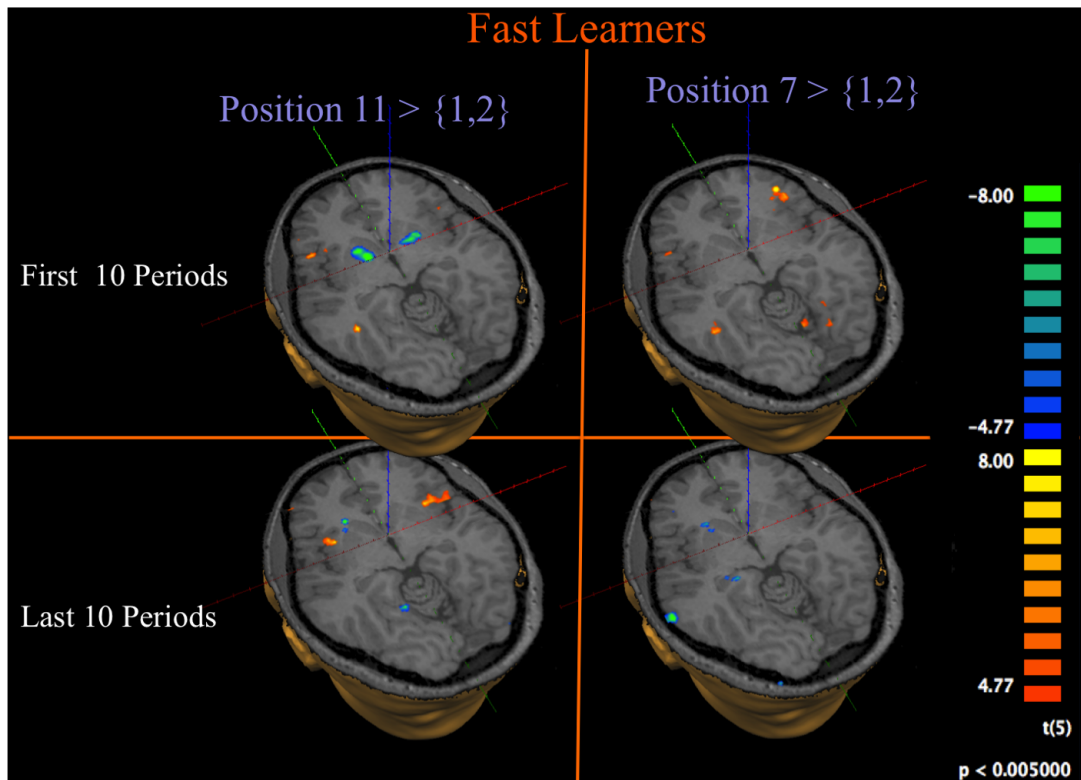 Fast Learners
Position 11 > {1,2}
Position 7 > {1,2}
First 10 Periods
Last 10 Periods
−8.00
−4.77
8.00
4.77
t(5)
p < 0.005000